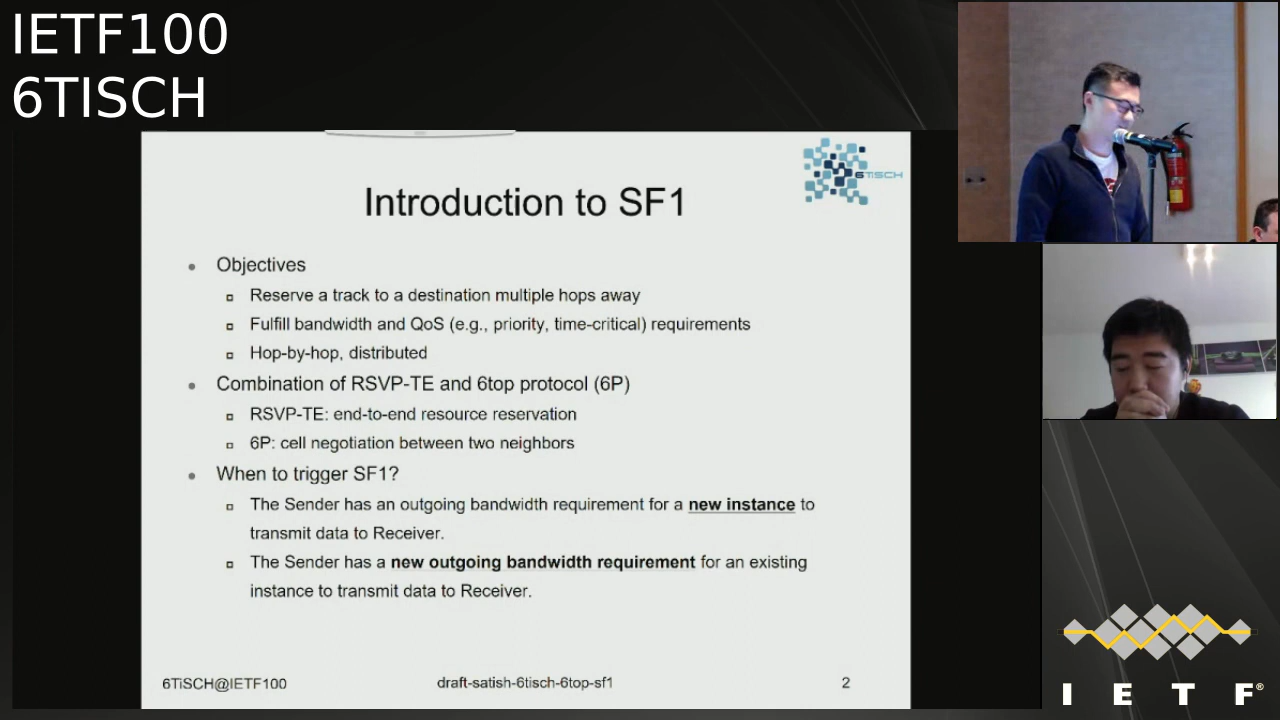 IETF100
6TISCH
6TiSCH
Introduction to SF1
Objectives
Reserve a track to a destination multiple hops away
Fulfill bandwidth and QoS (e.g., priority, time-critical) requirements
Hop-by-hop, distributed
Combination of RSVP-TE and 6top protocol (6P)
RSVP-TE: end-to-end resource reservation
6P: cell negotiation between two neighbors
When to trigger SF1?
The Sender has an outgoing bandwidth requirement for a new instance to
transmit data to Receiver.
The Sender has a new outgoing bandwidth requirement for an existing
instance to transmit data to Receiver.
6TiSCH@IETF100
draft-satish-6tisch-6top-sf1
2
I E T F®